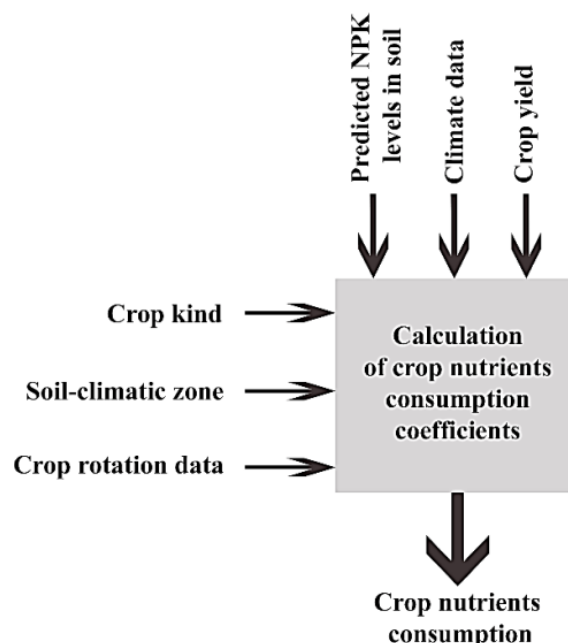 Predicted NPK
levels in soil
Climate data
Crop yield
Crop kind
Soil-climatic zone
Crop rotation data
Calculation
of crop nutrients
consumption
coefficients
Crop nutrients
consumption